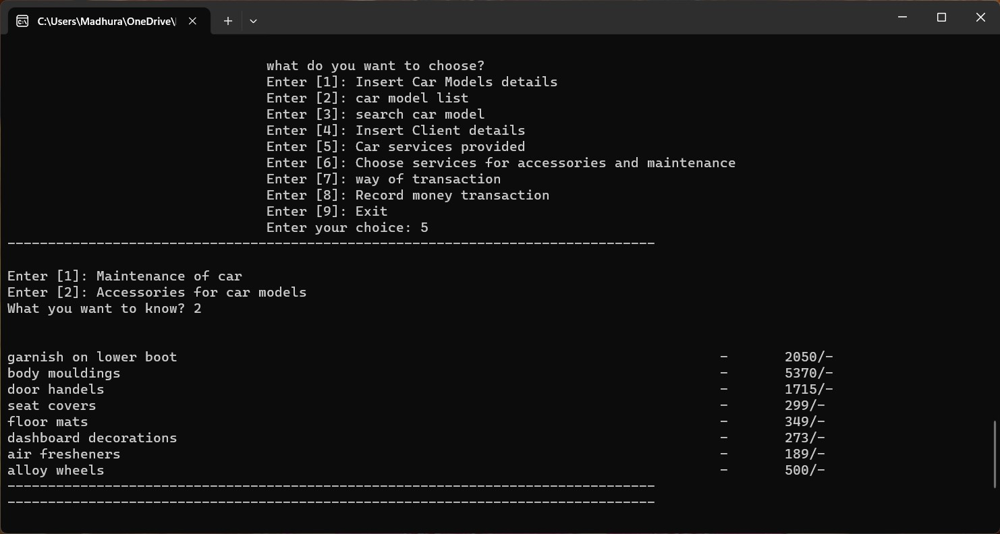 C:\Users\Madhura\OneDrive\
what do you want to choose?
Enter [1]: Insert Car Models details
Enter [2]: car model list
Enter [3]: search car model
Enter [4]: Insert Client details
Enter [5]: Car services provided
Enter [6]: Choose services for accessories and maintenance
Enter [7]: way of transaction
Enter [8]: Record money transaction
Enter [9]: Exit
Enter your choice: 5
--------------------------------------------------------------------------------
Enter [1]: Maintenance of car
Enter [2]: Accessories for car models
What you want to know? 2
garnish on lower boot - 2050/-
body mouldings - 5370/-
door handels - 1715/-
seat covers - 299/-
floor mats - 349/-
dashboard decorations - 273/-
air fresheners - 189/-
alloy wheels - 500/-
--------------------------------------------------------------------------------
--------------------------------------------------------------------------------